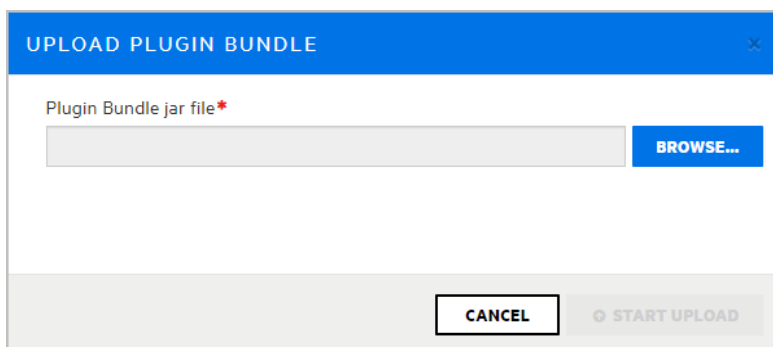 UPLOAD PLUGIN BUNDLE ×
Plugin Bundle jar file*
BROWSE...
CANCEL START UPLOAD